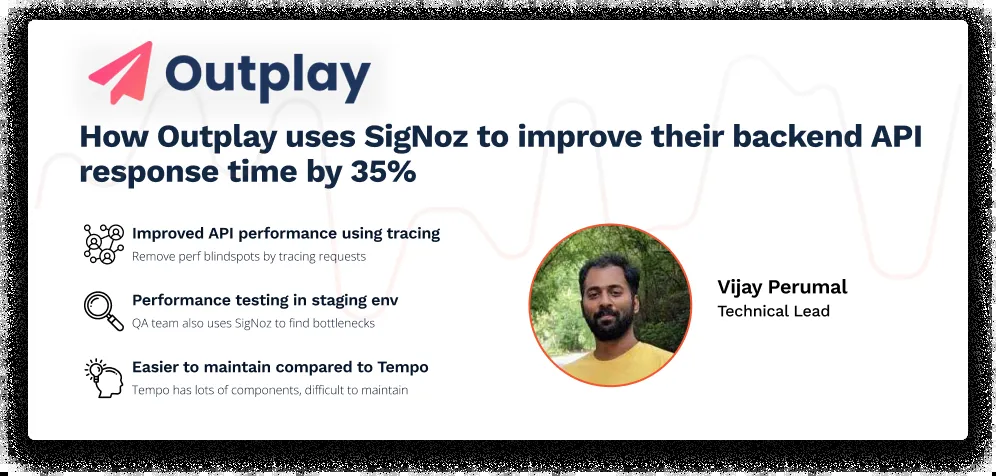 Outplay
How Outplay uses SigNoz to improve their backend API
response time by 35%
Improved API performance using tracing
Remove perf blindspots by tracing requests
Performance testing in staging env
QA team also uses SigNoz to find bottlenecks
Easier to maintain compared to Tempo
Tempo has lots of components, difficult to maintain
Vijay Perumal
Technical Lead